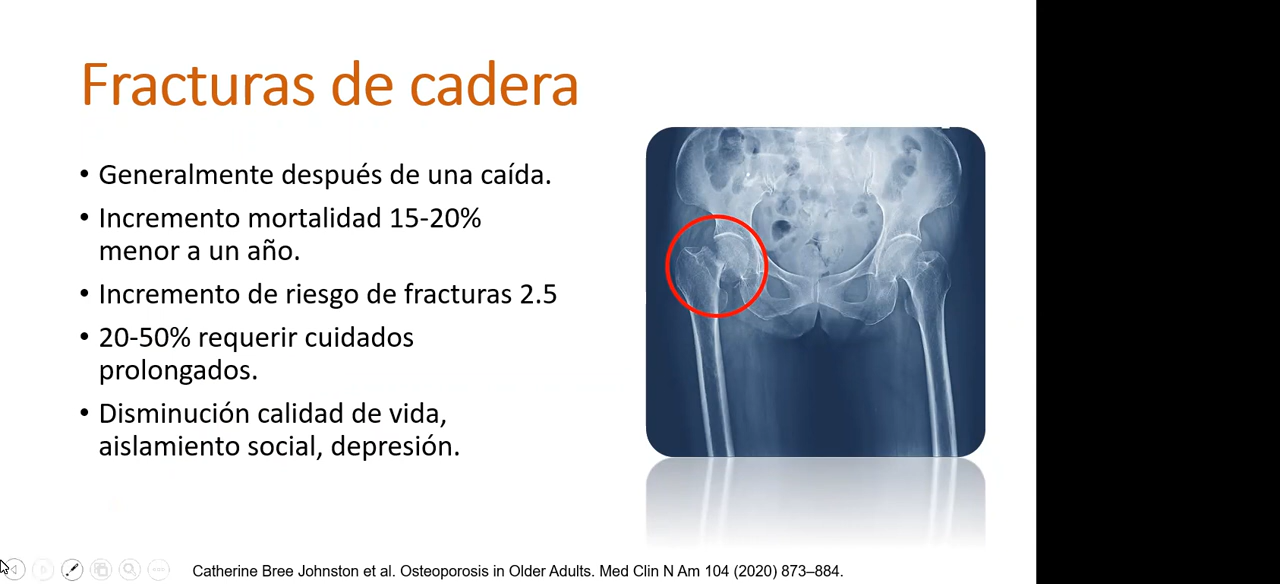 Fracturas de cadera
• Generalmente después de una caída.
• Incremento mortalidad 15-20%
menor a un año.
• Incremento de riesgo de fracturas 2.5
• 20-50% requerir cuidados
prolongados.
• Disminución calidad de vida,
aislamiento social, depresión.
Catherine Bree Johnston et al. Osteoporosis in Older Adults. Med Clin N Am 104 (2020) 873–884.